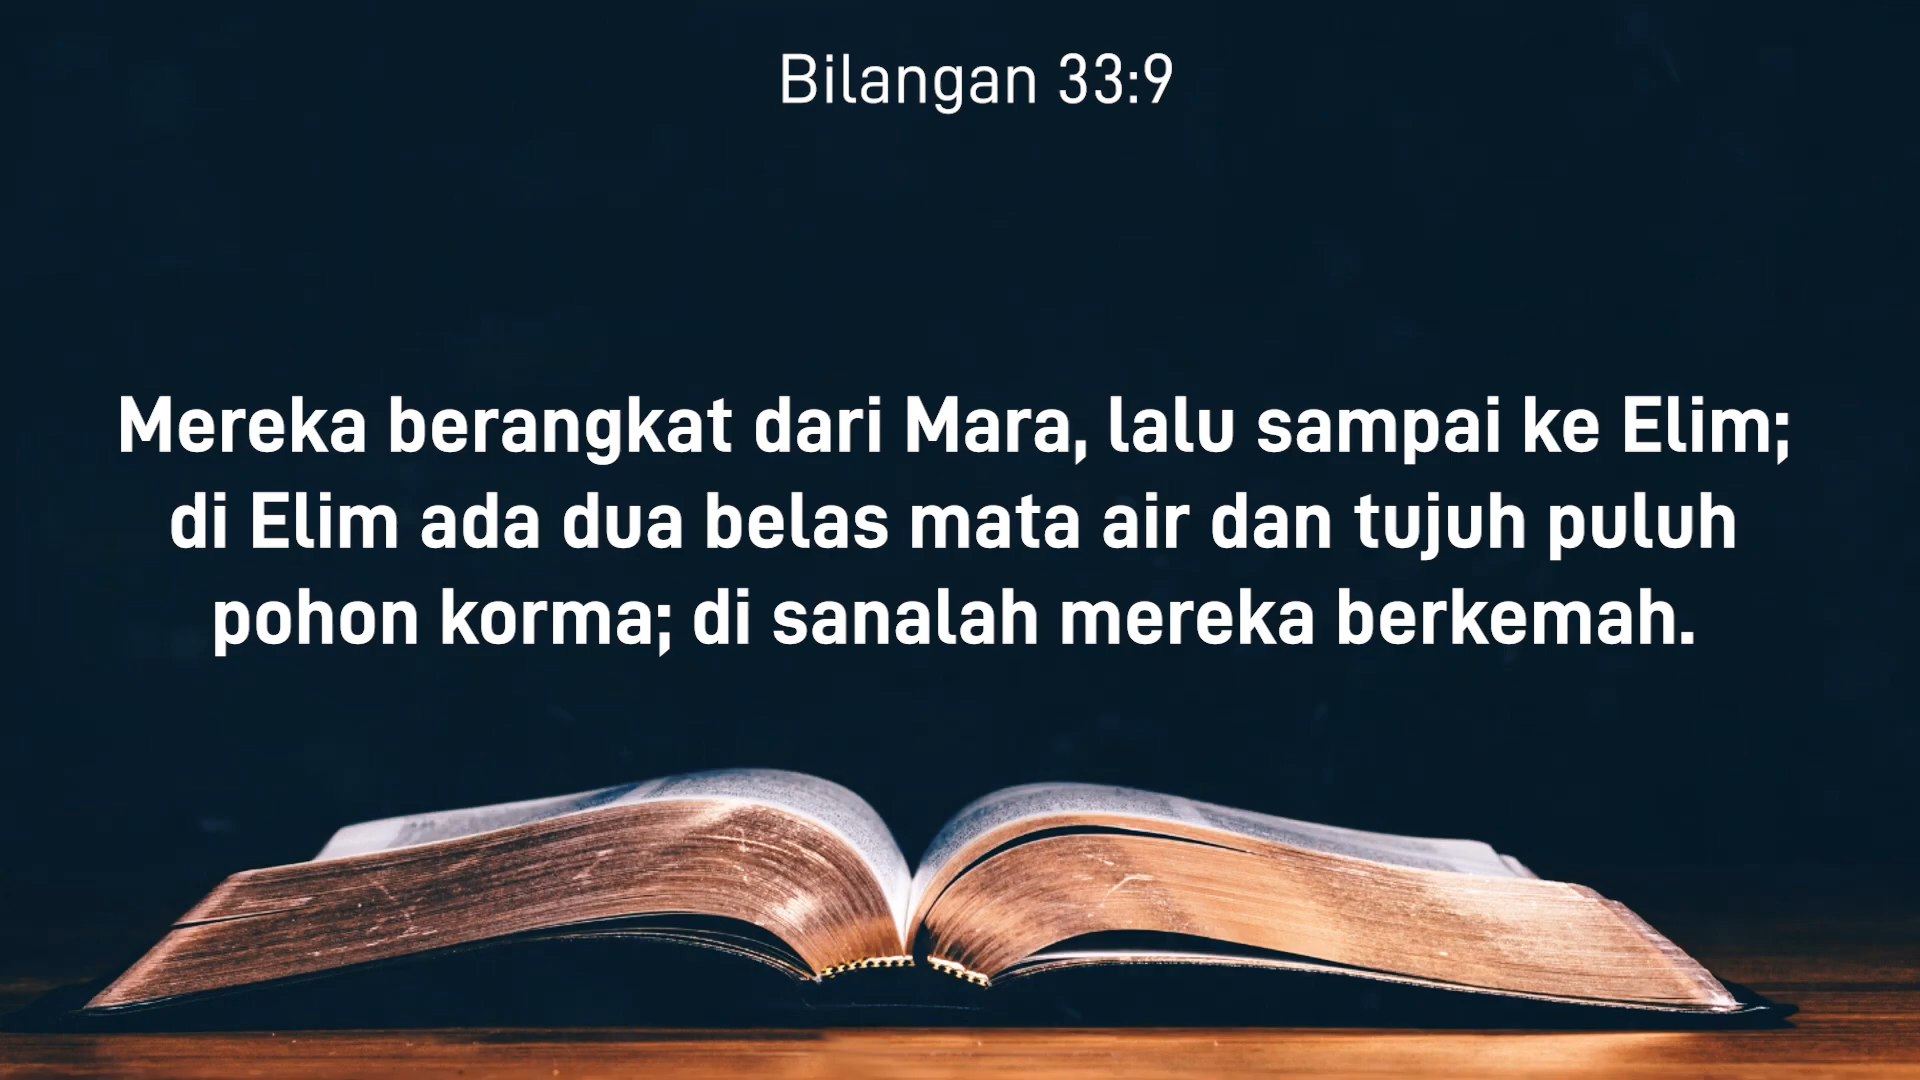 Bilangan 33:9
Mereka berangkat dari Mara, lalu sampai ke Elim;
di Elim ada dua belas mata air dan tujuh puluh
pohon korma; di sanalah mereka berkemah.